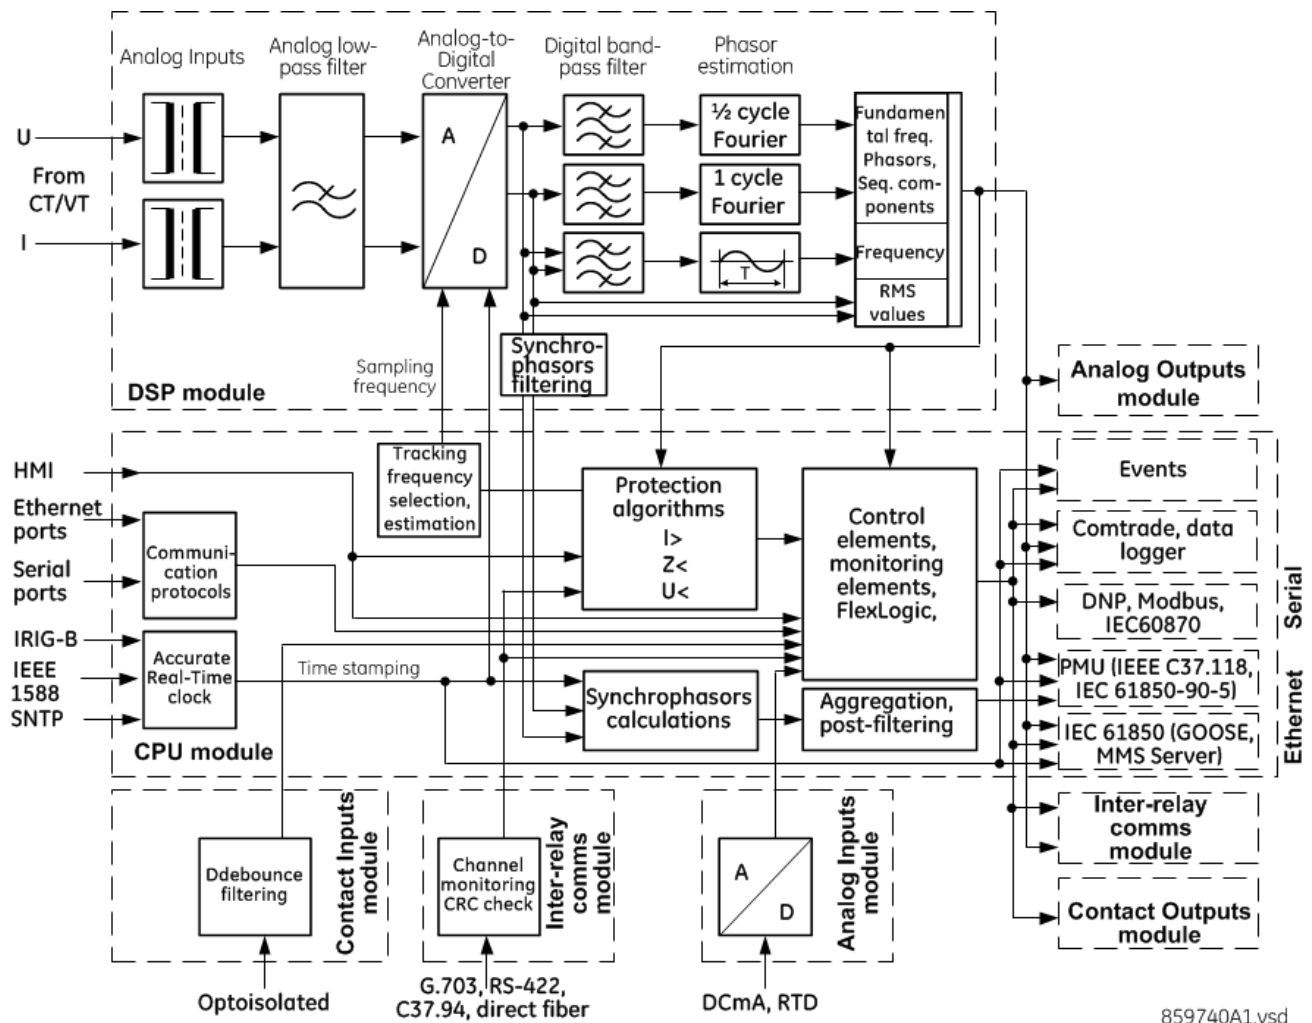 Analog Inputs
Analog low-
pass filter
Analog-to-
Digital
Converter
Digital band-
pass filter
Phasor
estimation
U
From
CT/VT
I
A
D
½ cycle
Fourier
1 cycle
Fourier
T
Fundamen
tal freq.
Phasors,
Seq. com-
ponents
Frequency
RMS
values
Sampling
frequency
Synchro-
phasors
filtering
DSP module
Analog Outputs
module
HMI
Ethernet
ports
Serial
ports
IRIG-B
IEEE
1588
SNTP
Communi-
cation
protocols
Accurate
Real-Time
clock
Time stamping
CPU module
Tracking
frequency
selection,
estimation
Protection
algorithms
I>
Z<
U<
Control
elements,
monitoring
elements,
FlexLogic,
Synchrophasors
calculations
Aggregation,
post-filtering
Events
Comtrade, data
logger
DNP, Modbus,
IEC60870
PMU (IEEE C37.118,
IEC 61850-90-5)
IEC 61850 (GOOSE,
MMS Server)
Serial
Ethernet
Inter-relay
comms
module
Contact Outputs
module
Ddebounce
filtering
Contact Inputs
module
Optoisolated
Channel
monitoring
CRC check
Inter-relay
comms
module
G.703, RS-422,
C37.94, direct fiber
A
D
Analog Inputs
module
DCmA, RTD
859740A1.vsd